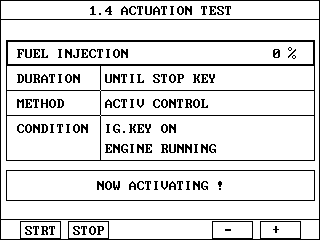 1.4 ACTUATION TEST
FUEL INJECTION 0 %
DURATION UNTIL STOP KEY
METHOD ACTIV CONTROL
CONDITION IG.KEY ON
ENGINE RUNNING
NOW ACTIVATING !
STRT STOP - +